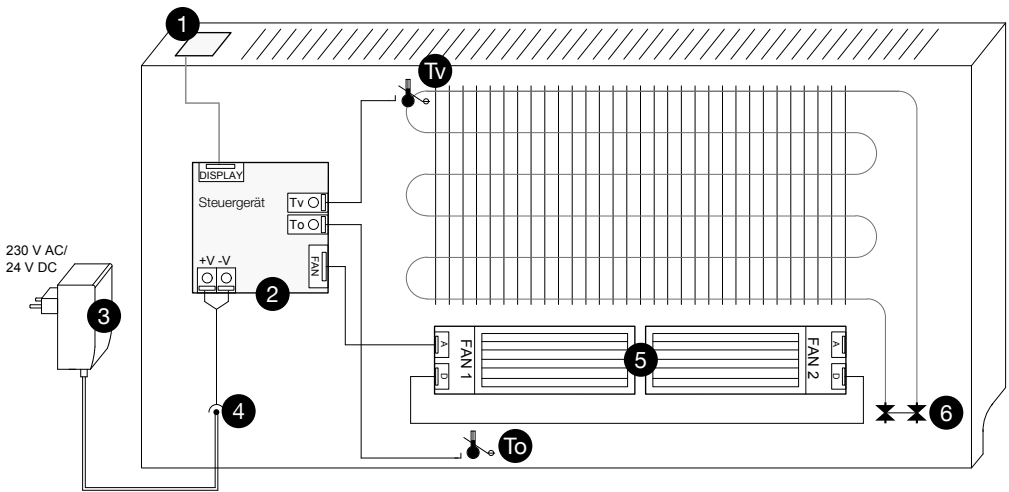 1
Tv
DISPLAY
Steuergerät
Tv
To
230 V AC/
24 V DC
+V -V
FAN
2
3
A
FAN 1
D
5
FAN 2
A
D
4
6
To